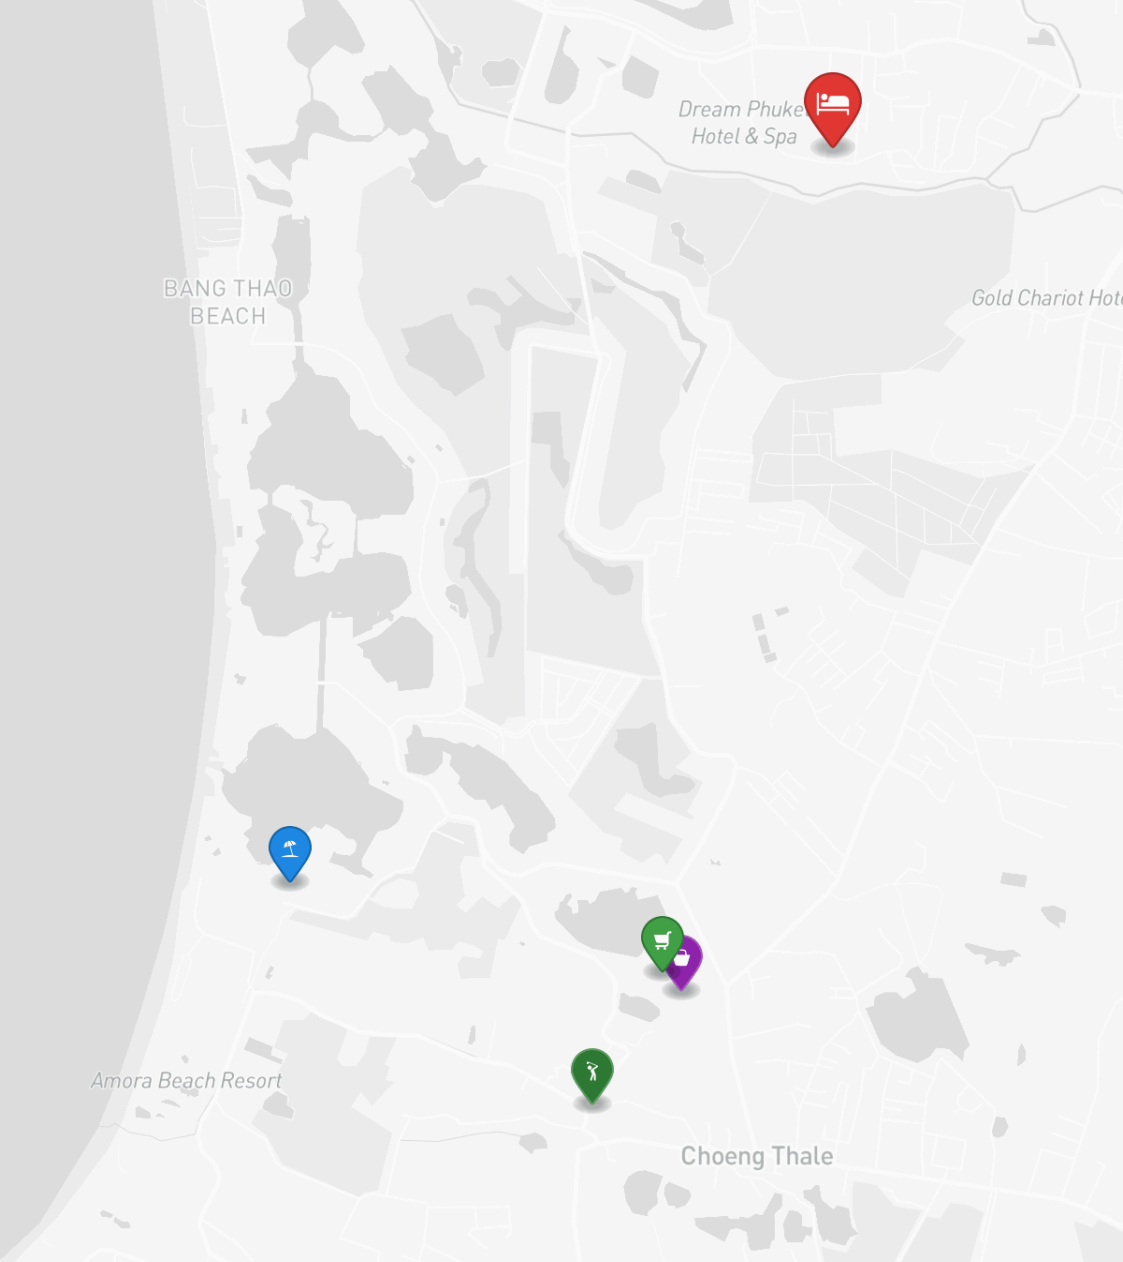 Dream Phuke
Hotel & Spa
BANG THAO
BEACH
Gold Chariot Hote
Amora Beach Resort
Choeng Thale